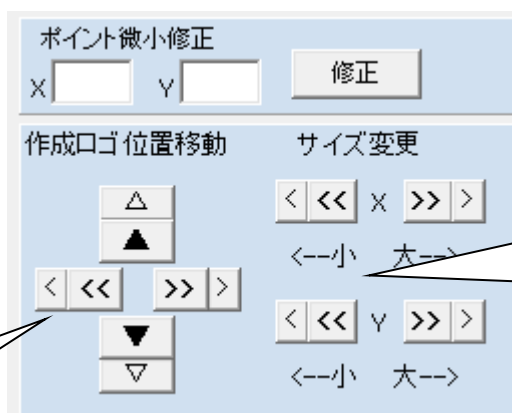 ポイント微小修正
X Y 修正
作成ロゴ位置移動 サイズ変更
△
▲
< << >> >
▼
▽
< << X >> >
<--小 大-->
< << Y >> >
<--小 大-->